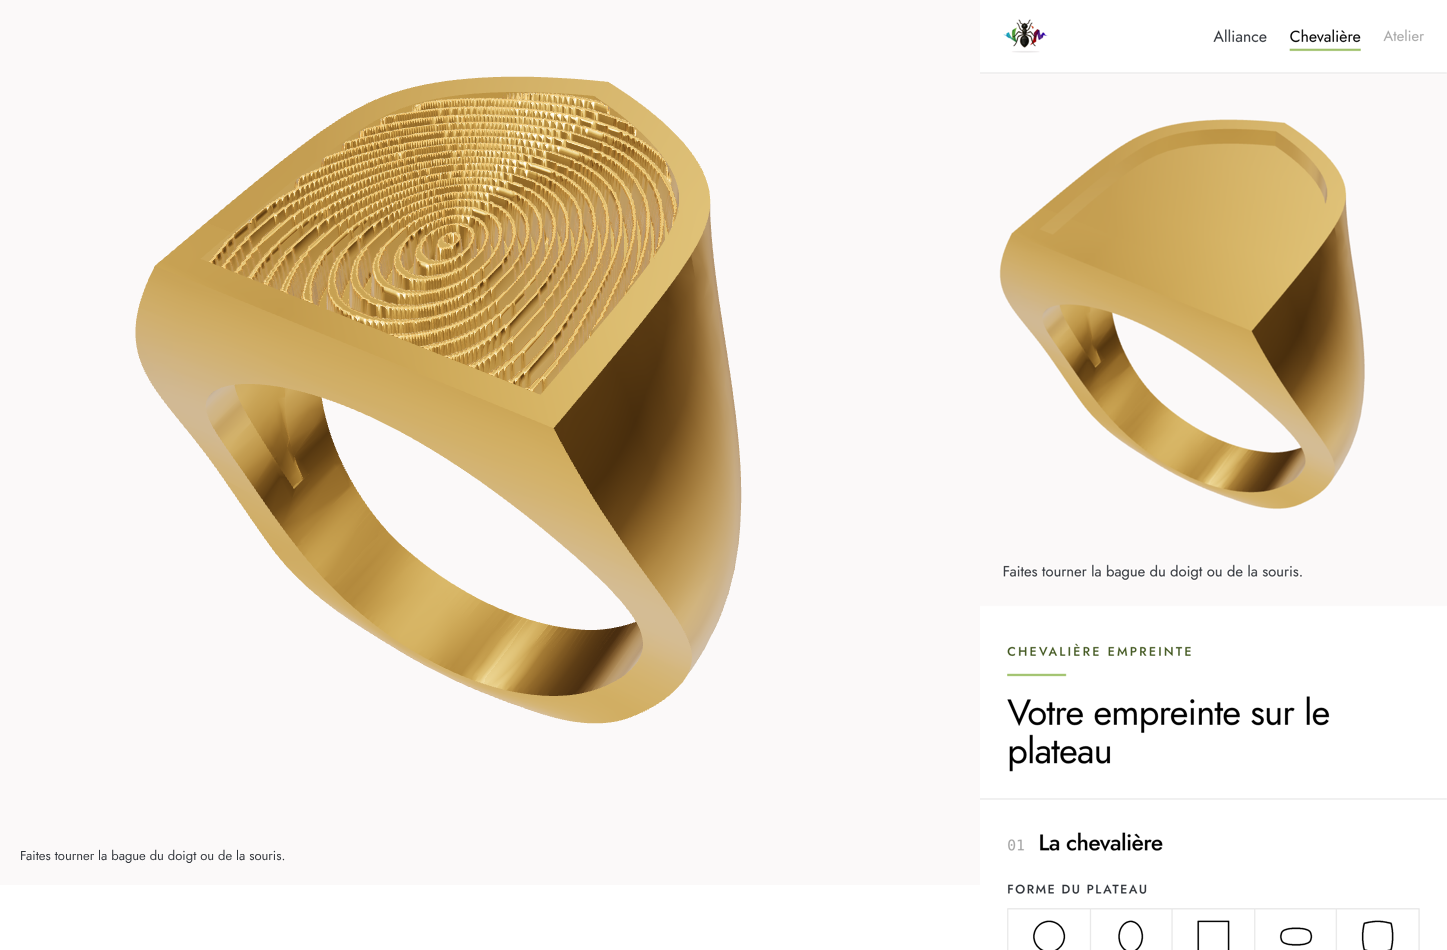 Faites tourner la bague du doigt ou de la souris.
Alliance Chevalière Atelier
Faites tourner la bague du doigt ou de la souris.
CHEVALIÈRE EMPREINTE
Votre empreinte sur le
plateau
01 La chevalière
FORME DU PLATEAU